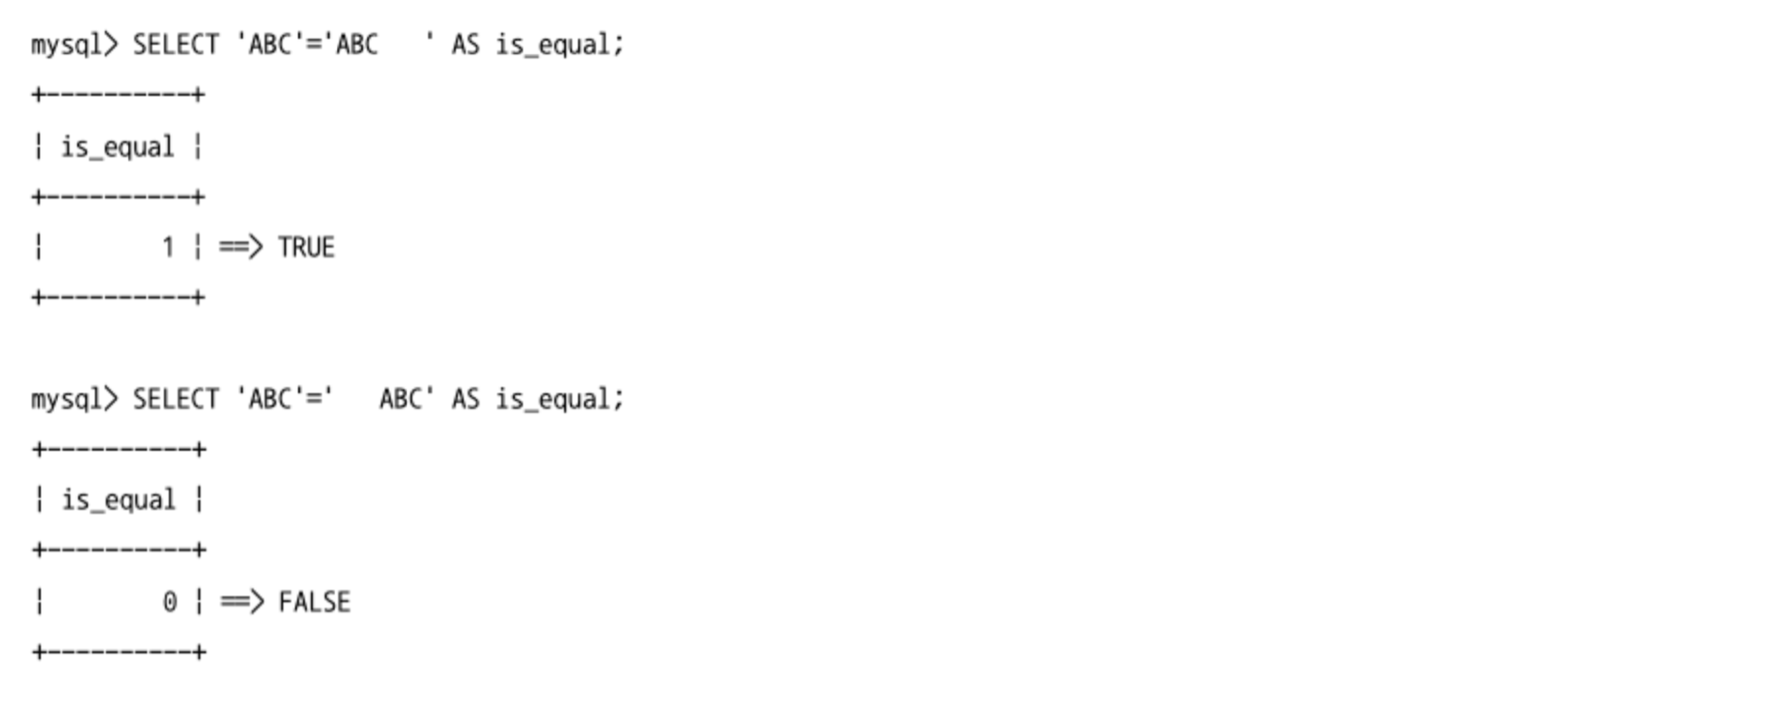 mysql> SELECT 'ABC'='ABC   ' AS is_equal;
+----------+
¦ is_equal ¦
+----------+
¦        1 ¦ ==> TRUE
+----------+
mysql> SELECT 'ABC'='   ABC' AS is_equal;
+----------+
¦ is_equal ¦
+----------+
¦        0 ¦ ==> FALSE
+----------+